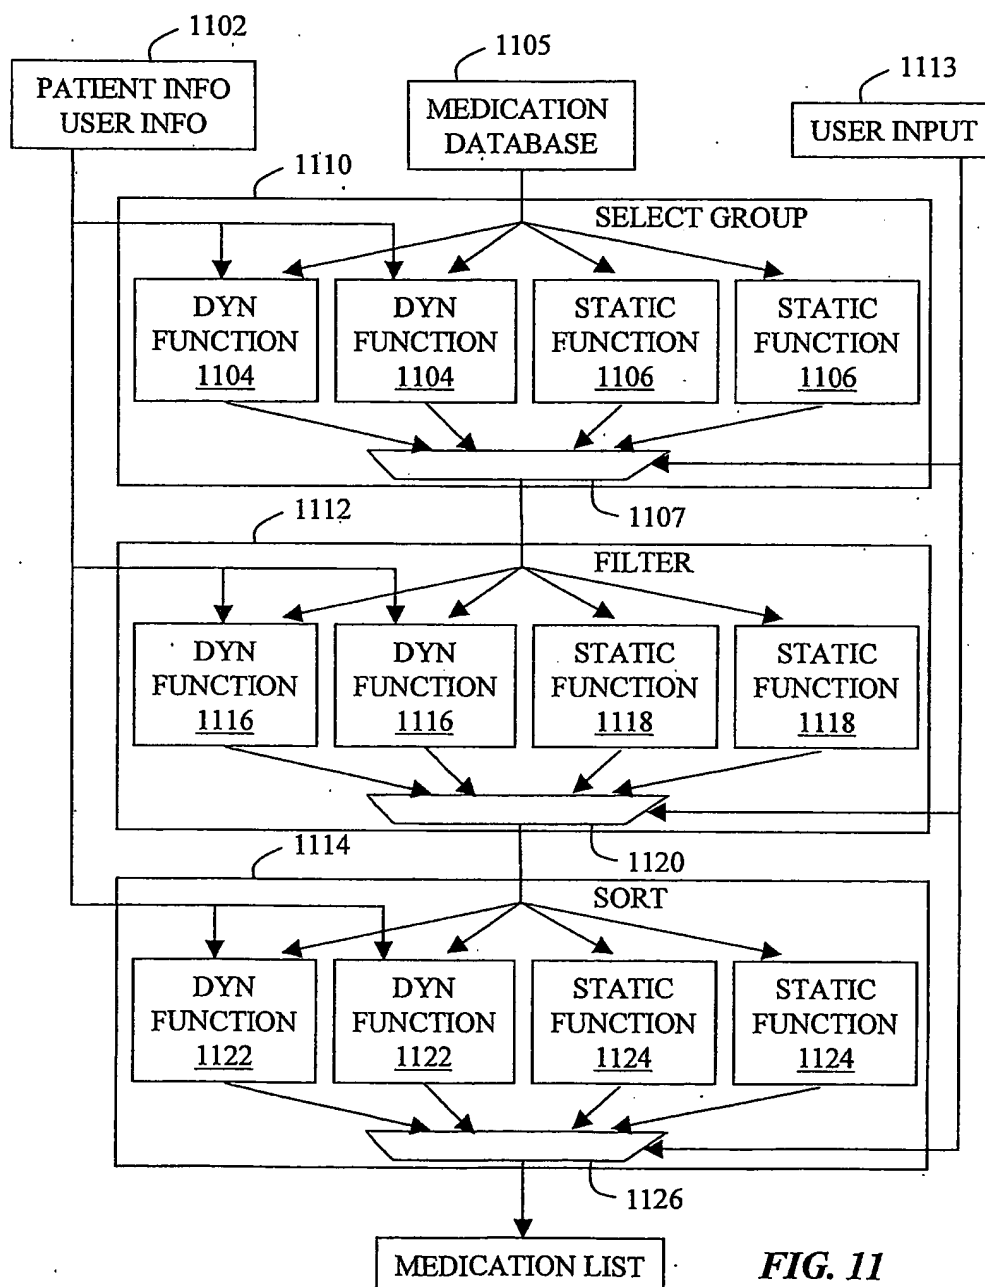 1102
1105
1113
PATIENT INFO
USER INFO
MEDICATION
DATABASE
USER INPUT
1110
SELECT GROUP
DYN
FUNCTION
1104
DYN
FUNCTION
1104
STATIC
FUNCTION
1106
STATIC
FUNCTION
1106
1107
1112
FILTER
DYN
FUNCTION
1116
DYN
FUNCTION
1116
STATIC
FUNCTION
1118
STATIC
FUNCTION
1118
1120
1114
SORT
DYN
FUNCTION
1122
DYN
FUNCTION
1122
STATIC
FUNCTION
1124
STATIC
FUNCTION
1124
1126
MEDICATION LIST
FIG. 11